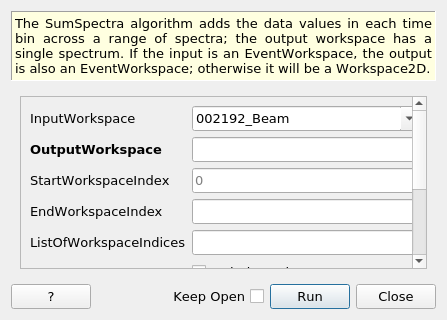 The SumSpectra algorithm adds the data values in each time
bin across a range of spectra; the output workspace has a
single spectrum. If the input is an EventWorkspace, the output
is also an EventWorkspace; otherwise it will be a Workspace2D.
InputWorkspace 002192_Beam
OutputWorkspace
StartWorkspaceIndex 0
EndWorkspaceIndex
ListOfWorkspaceIndices
? Keep Open Run Close